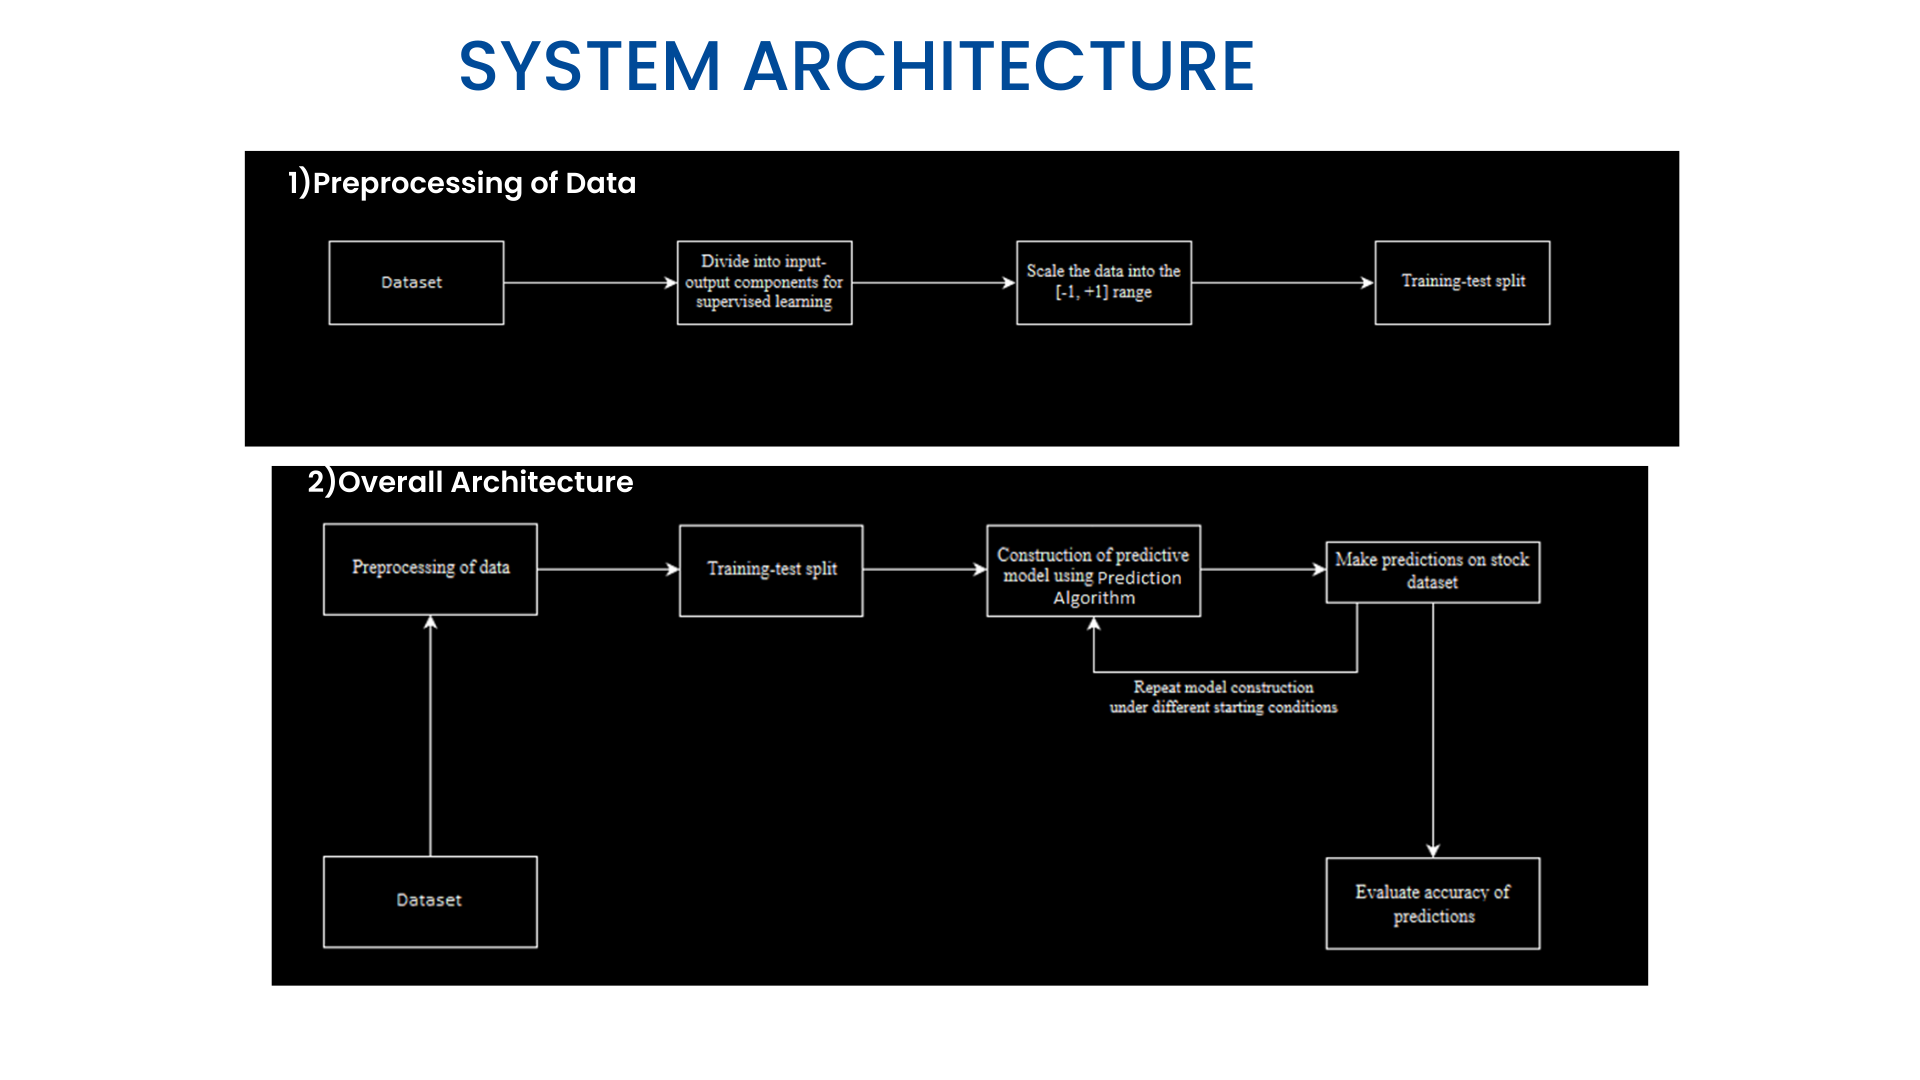 SYSTEM ARCHITECTURE
1)Preprocessing of Data
Dataset
Divide into input-
output components for
supervised learning
Scale the data into the
[-1, +1] range
Training-test split
2)Overall Architecture
Preprocessing of data
Training-test split
Construction of predictive
model using Prediction
Algorithm
Make predictions on stock
dataset
Repeat model construction
under different starting conditions
Dataset
Evaluate accuracy of
predictions